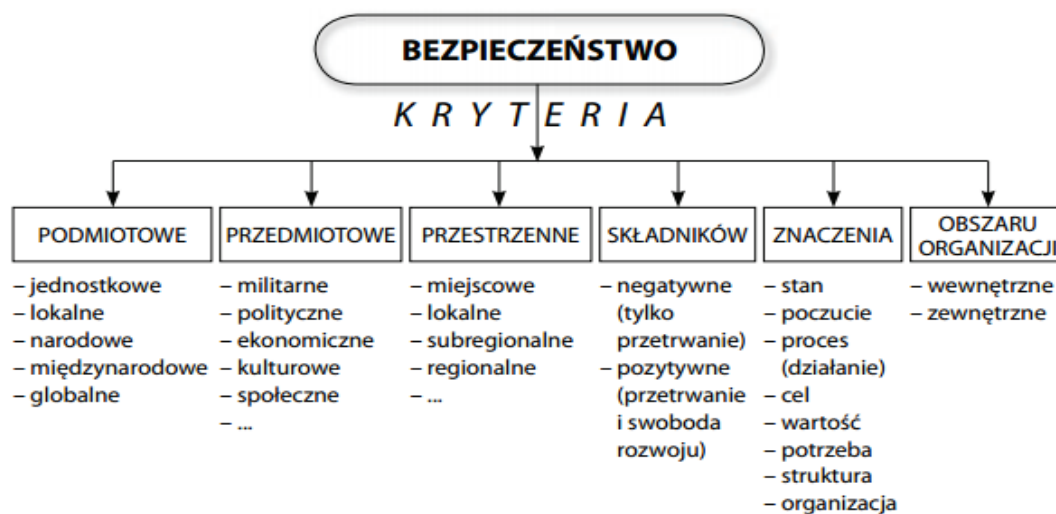 BEZPIECZEŃSTWO
KRYTERIA
PODMIOTOWE
– jednostkowe
– lokalne
– narodowe
– międzynarodowe
– globalne
PRZEDMIOTOWE
– militarne
– polityczne
– ekonomiczne
– kulturowe
– społeczne
– ...
PRZESTRZENNE
– miejscowe
– lokalne
– subregionalne
– regionalne
– ...
SKŁADNIKÓW
– negatywne
(tylko
przetrwanie)
– pozytywne
(przetrwanie
i swoboda
rozwoju)
ZNACZENIA
– stan
– poczucie
– proces
(działanie)
– cel
– wartość
– potrzeba
– struktura
– organizacja
OBSZARU
ORGANIZACJI
– wewnętrzne
– zewnętrzne